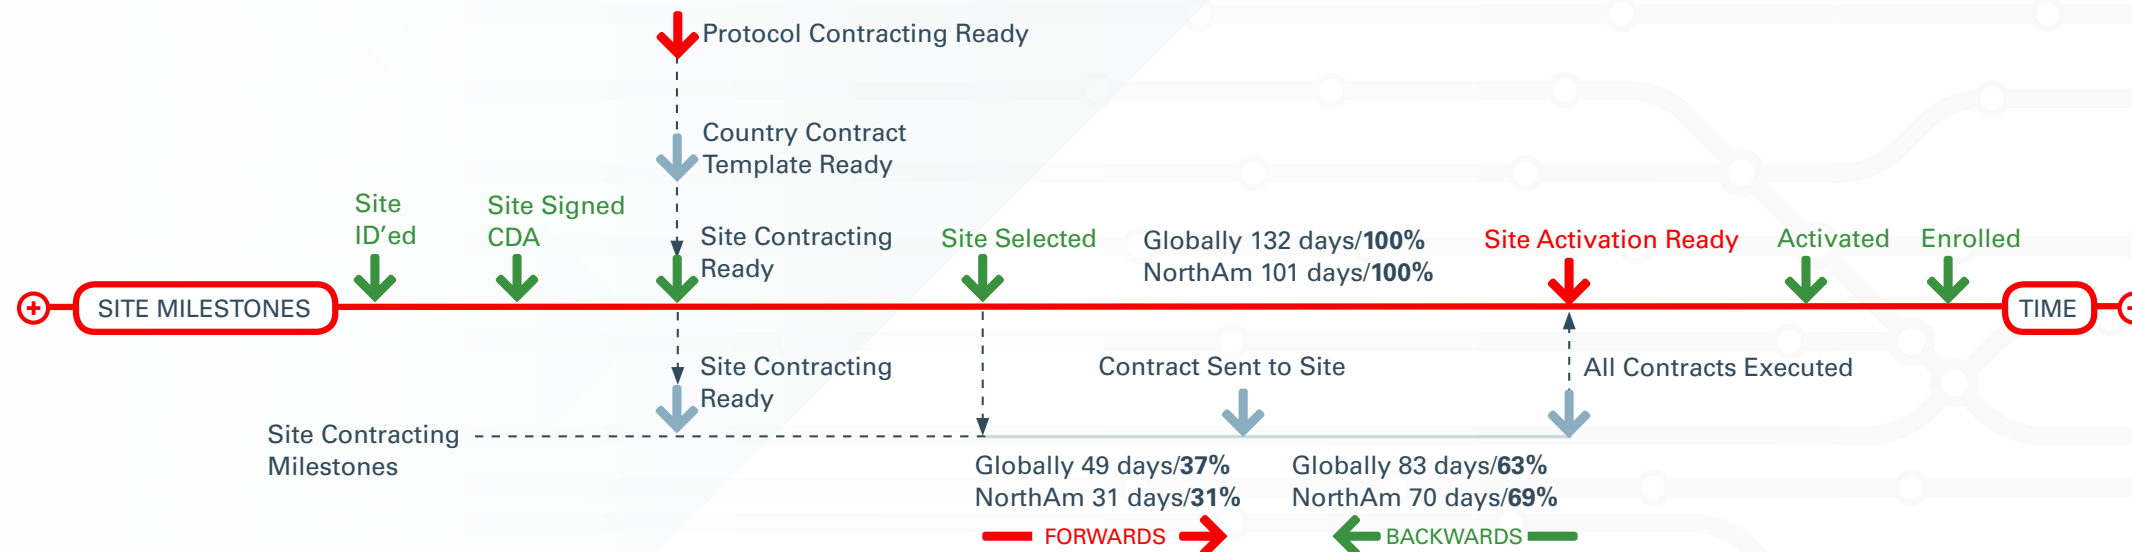 Protocol Contracting Ready
Country Contract
Template Ready
Site
ID'ed
Site Signed
CDA
Site Contracting
Ready
Site Selected
Globally 132 days/100%
NorthAm 101 days/100%
Site Activation Ready
Activated
Enrolled
SITE MILESTONES
TIME
Site Contracting
Ready
Contract Sent to Site
All Contracts Executed
Site Contracting
Milestones
Globally 49 days/37%
NorthAm 31 days/31%
Globally 83 days/63%
NorthAm 70 days/69%
FORWARDS
BACKWARDS